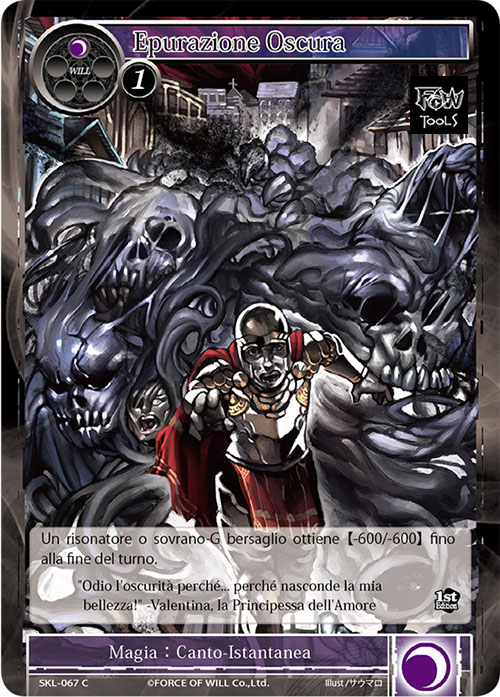 Epurazione Oscura
WILL
1
FoW
TOOLS
Un risonatore o sovrano-G bersaglio ottiene 【-600/-600】 fino
alla fine del turno.
"Odio l'oscurità perché... perché nasconde la mia
bellezza!" -Valentina, la Principessa dell'Amore
1st
Edition
Magia : Canto-Istantanea
SKL-067 C ©FORCE OF WILL Co.,Ltd. Illust/サウマロ